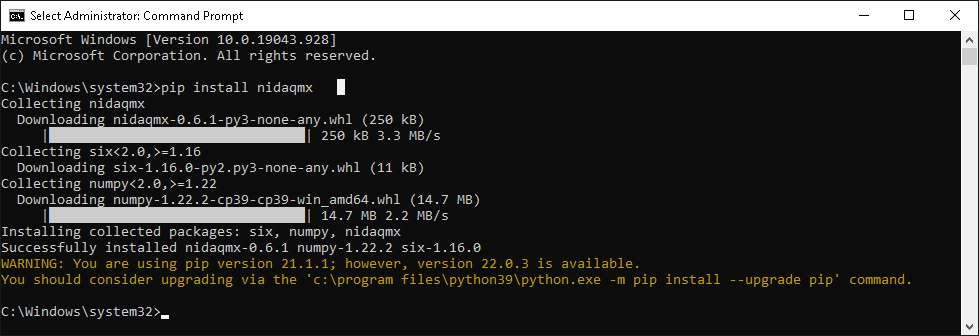 Select Administrator: Command Prompt
Microsoft Windows [Version 10.0.19043.928]
(c) Microsoft Corporation. All rights reserved.
C:\Windows\system32>pip install nidaqmx
Collecting nidaqmx
Downloading nidaqmx-0.6.1-py3-none-any.whl (250 kB)
| | 250 kB 3.3 MB/s
Collecting six<2.0,>=1.16
Downloading six-1.16.0-py2.py3-none-any.whl (11 kB)
Collecting numpy<2.0,>=1.22
Downloading numpy-1.22.2-cp39-cp39-win_amd64.whl (14.7 MB)
| | 14.7 MB 2.2 MB/s
Installing collected packages: six, numpy, nidaqmx
Successfully installed nidaqmx-0.6.1 numpy-1.22.2 six-1.16.0
WARNING: You are using pip version 21.1.1; however, version 22.0.3 is available.
You should consider upgrading via the 'c:\program files\python39\python.exe -m pip install --upgrade pip' command.
C:\Windows\system32>